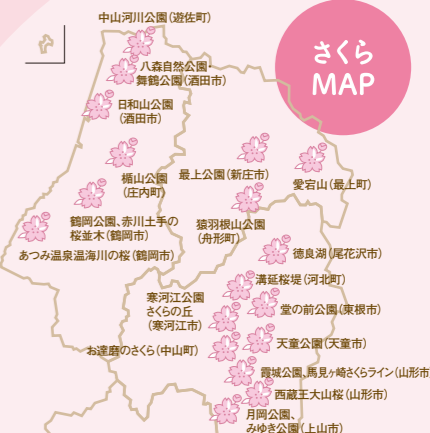 中山河川公園（遊佐町）
さくら
MAP
八森自然公園・
舞鶴公園（酒田市）
日和山公園
（酒田市）
楯山公園
（庄内町）
最上公園（新庄市）
愛宕山（最上町）
鶴岡公園、赤川土手の
桜並木（鶴岡市）
猿羽根山公園
（舟形町）
あつみ温泉温海川の桜（鶴岡市）
徳良湖（尾花沢市）
溝延桜堤（河北町）
寒河江公園
さくらの丘
（寒河江市）
堂の前公園（東根市）
お達磨のさくら（中山町）
天童公園（天童市）
霞城公園、馬見ヶ崎さくらライン（山形市
西蔵王大山桜（山形市）
月岡公園、
みゆき公園（上山市）